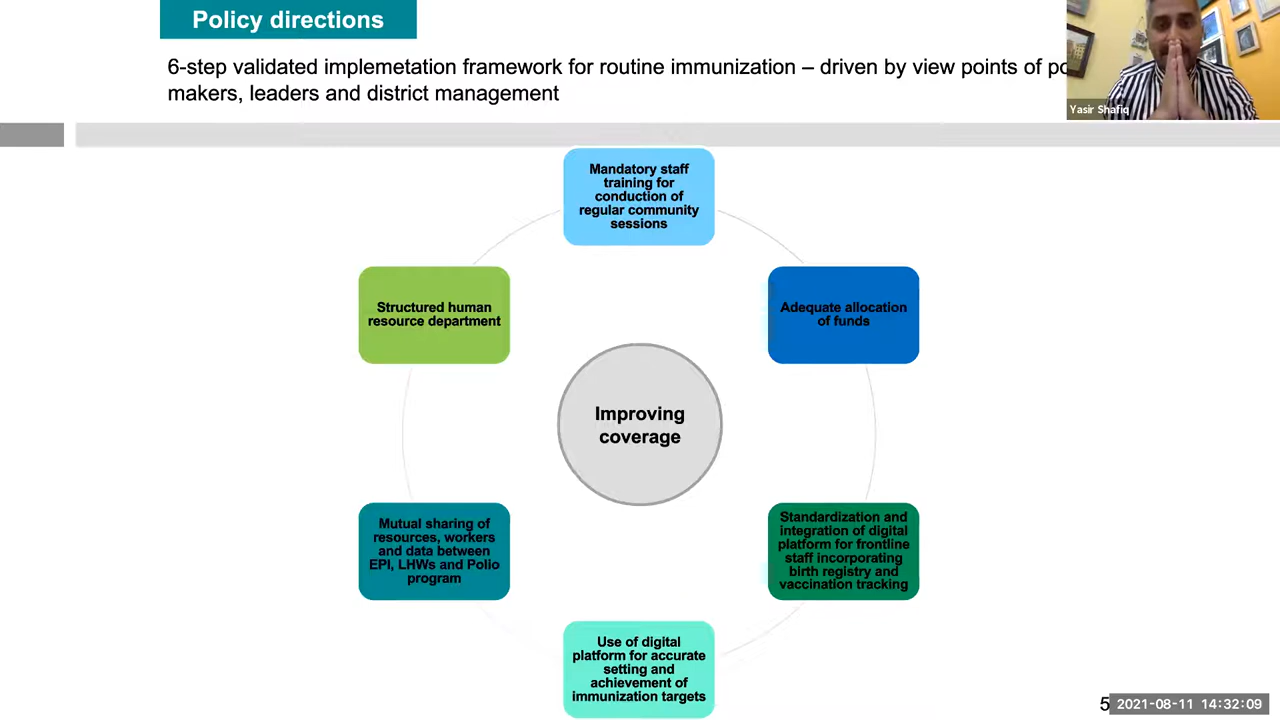 Policy directions
6-step validated implemetation framework for routine immunization – driven by view points of
makers, leaders and district management
Yasir Shafiq
Mandatory staff
training for
conduction of
regular community
sessions
Structured human
resource department
Adequate allocation
of funds
Improving
coverage
Mutual sharing of
resources, workers
and data between
EPI, LHWs and Polio
program
Standardization and
integration of digital
platform for frontline
staff incorporating
birth registry and
vaccination tracking
Use of digital
platform for accurate
setting and
achievement of
immunization targets
5
2021-08-11 14:32:09